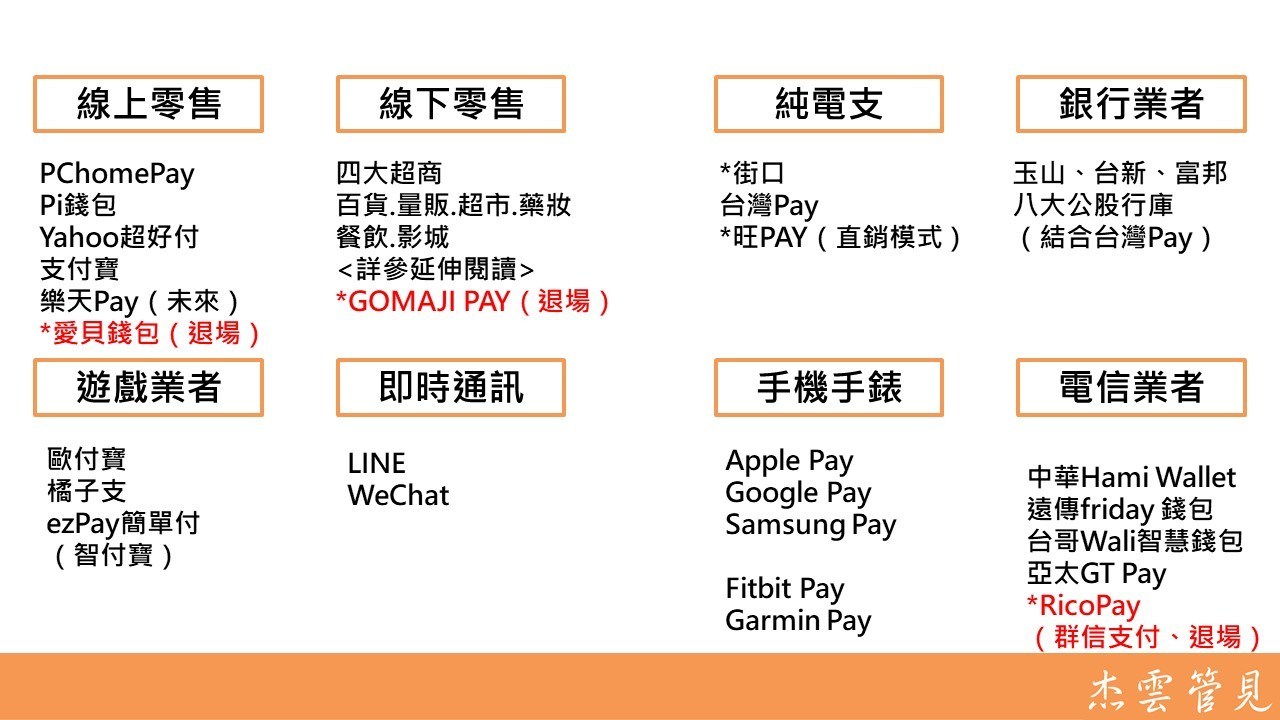 線上零售
PChomePay
Pi錢包
Yahoo超好付
支付寶
樂天Pay（未來）
*愛貝錢包（退場）
線下零售
四大超商
百貨.量販.超市.藥妝
餐飲.影城
<詳參延伸閱讀>
*GOMAJI PAY（退場）
純電支
*街口
台灣Pay
*旺PAY（直銷模式）
銀行業者
玉山、台新、富邦
八大公股行庫
（結合台灣Pay）
遊戲業者
歐付寶
橘子支
ezPay簡單付
（智付寶）
即時通訊
LINE
WeChat
手機手錶
Apple Pay
Google Pay
Samsung Pay
Fitbit Pay
Garmin Pay
電信業者
中華Hami Wallet
遠傳friday 錢包
台哥Wali智慧錢包
亞太GT Pay
*RicoPay
（群信支付、退場）
杰雲管見